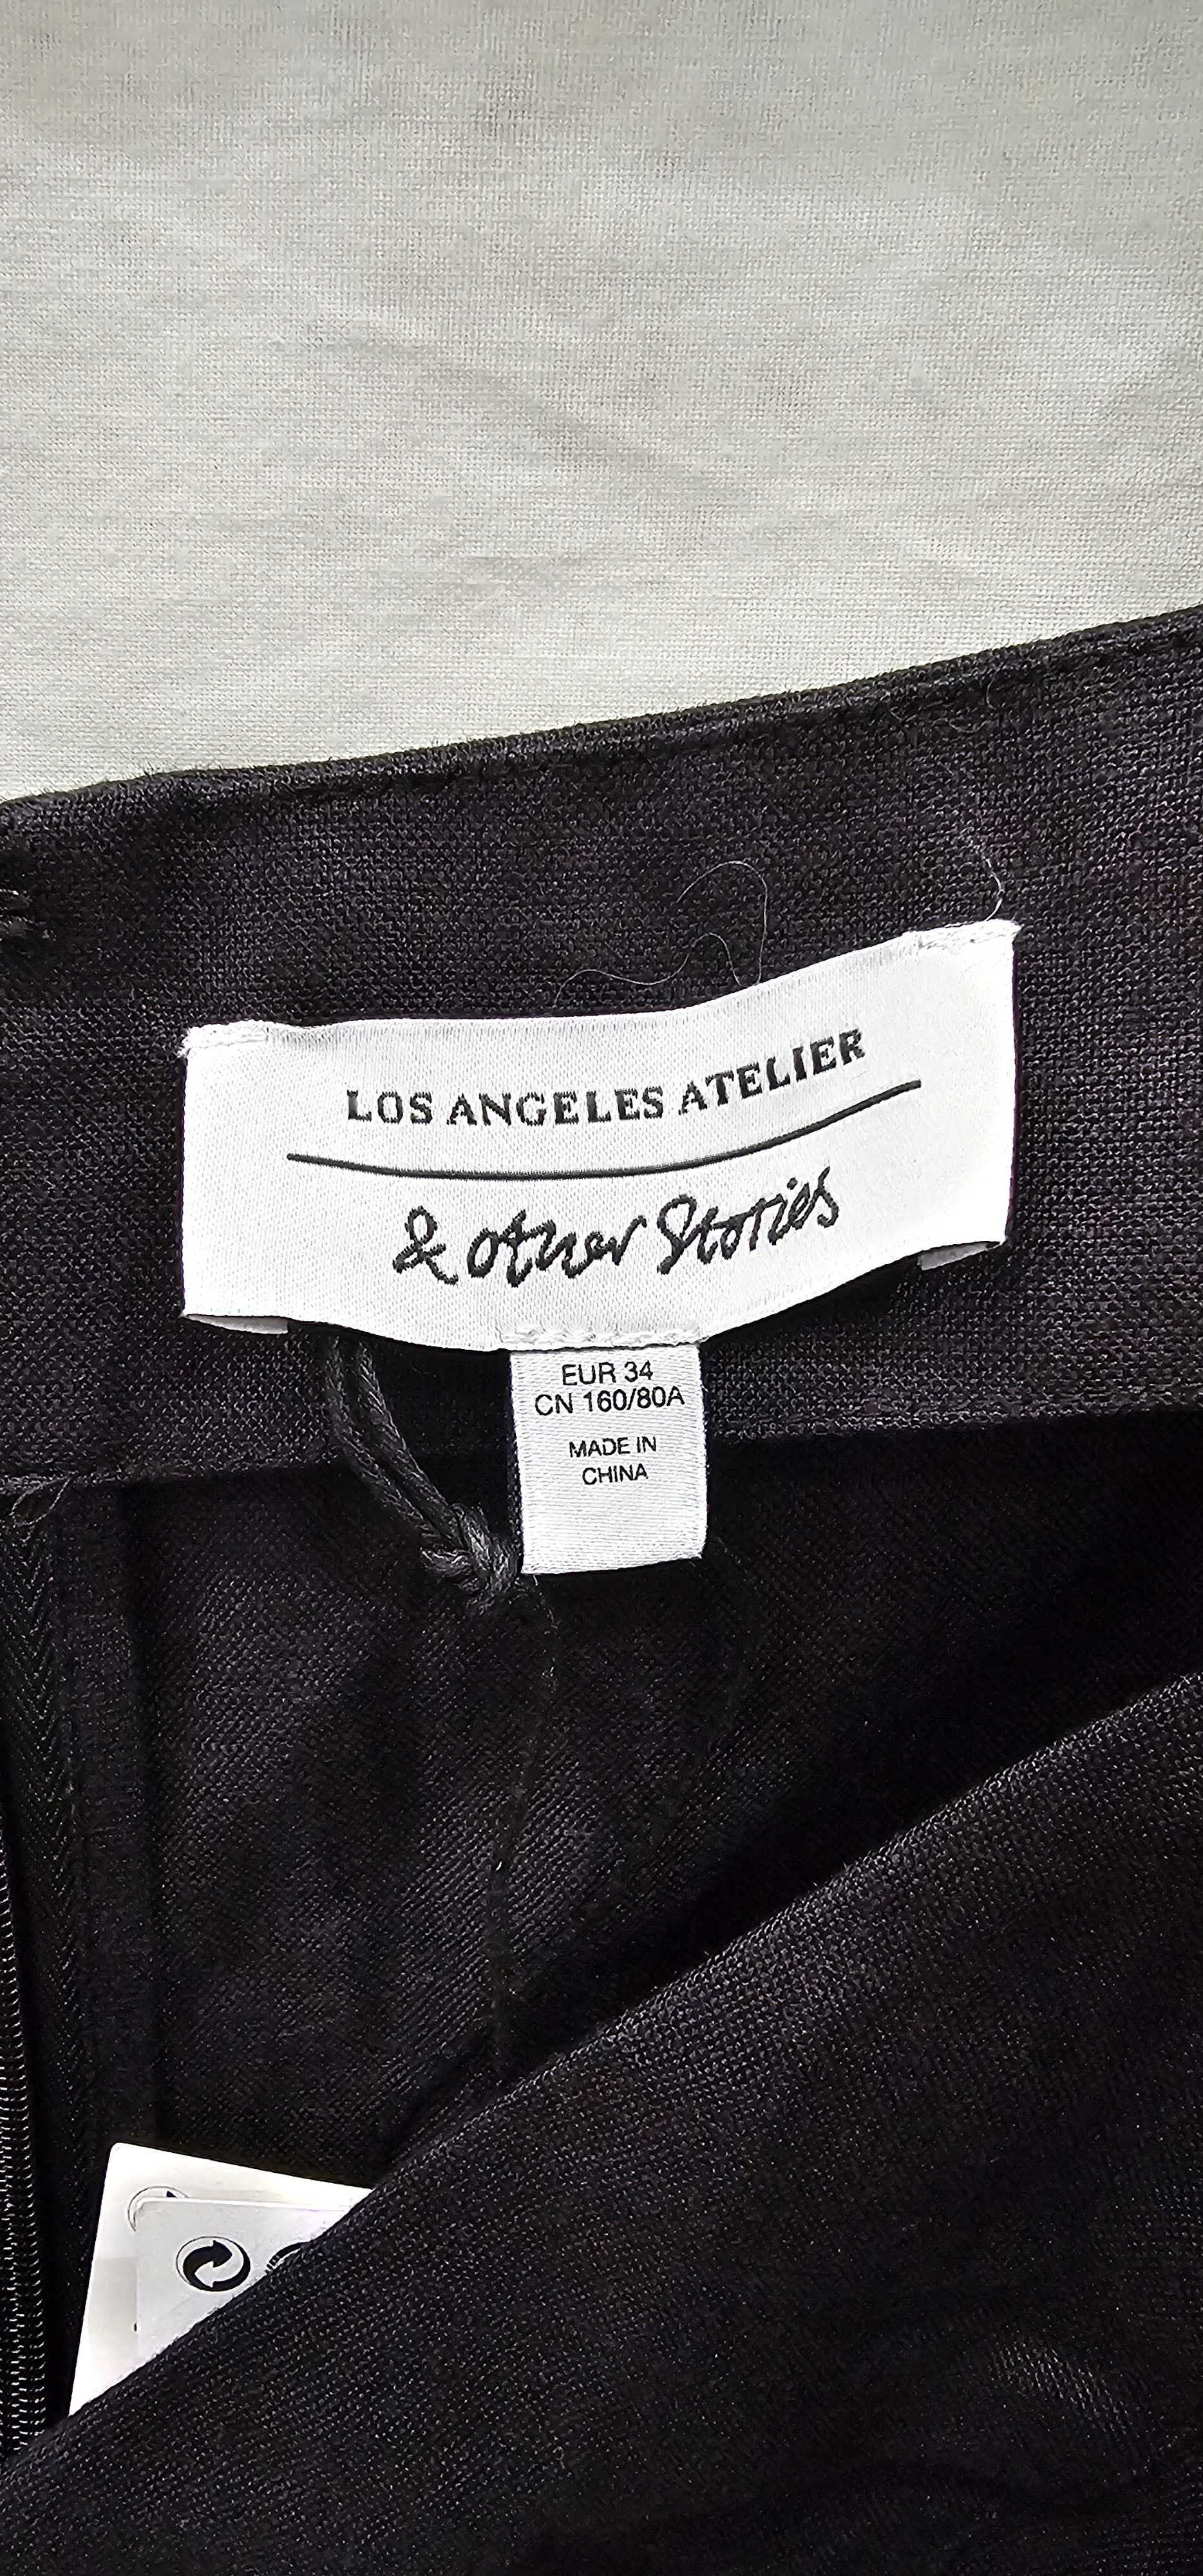 LOS ANGELES ATELIER
& other Stories
EUR 34
CN 160/80A
MADE IN
CHINA